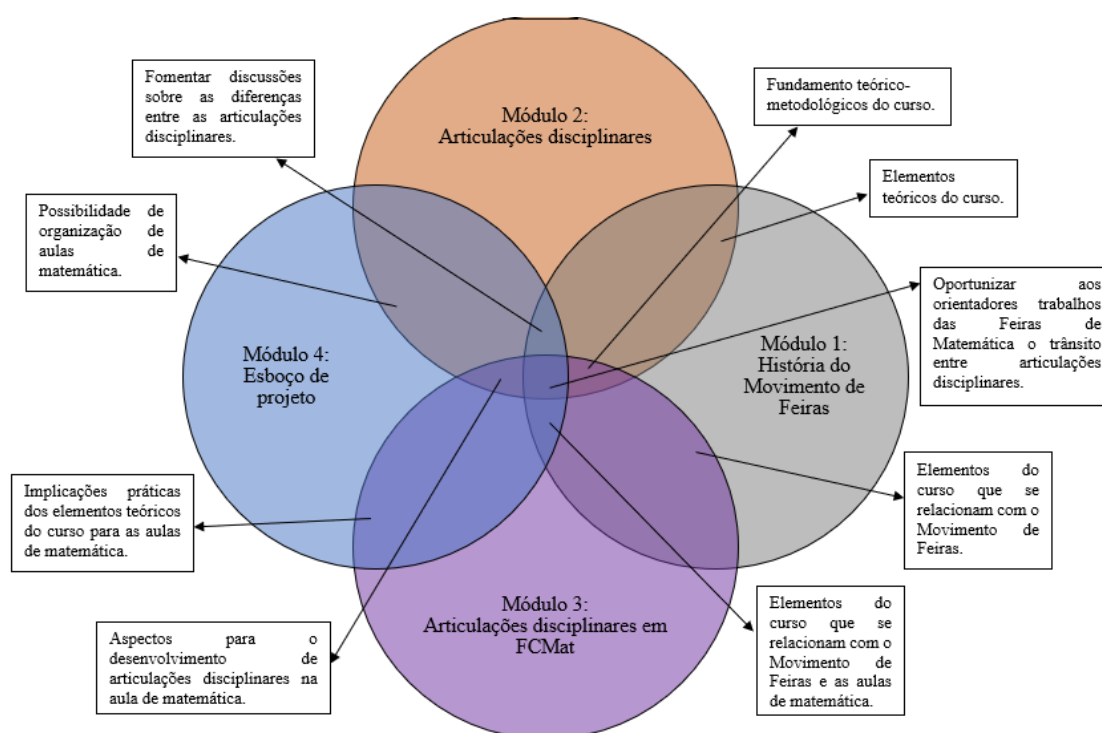 Fomentar discussões
sobre as diferenças
entre as articulações
disciplinares.
Módulo 2:
Articulações disciplinares
Fundamento teórico-
metodológicos do curso.
Elementos
teóricos do curso.
Possibilidade de
organização de
aulas de
matemática.
Oportunizar aos
orientadores trabalhos
das Feiras de
Matemática o trânsito
entre articulações
disciplinares.
Módulo 4:
Esboço de
projeto
Módulo 1:
História do
Movimento de
Feiras
Implicações práticas
dos elementos teóricos
do curso para as aulas
de matemática.
Elementos do
curso que se
relacionam com o
Movimento de
Feiras.
Módulo 3:
Articulações disciplinares em
FCMat
Aspectos para o
desenvolvimento de
articulações disciplinares na
aula de matemática.
Elementos do
curso que se
relacionam com o
Movimento de
Feiras e as aulas
de matemática.